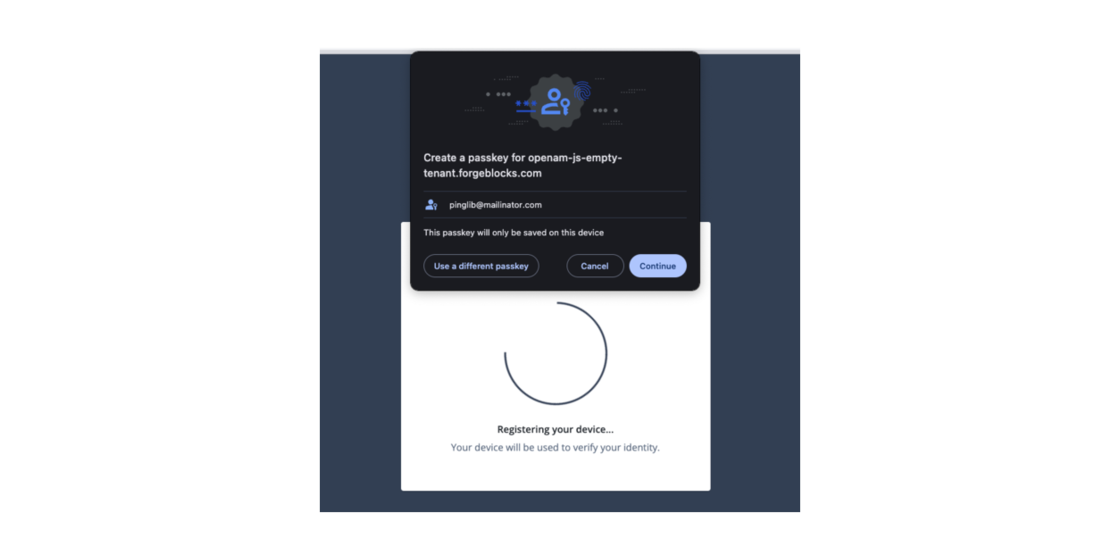 Create a passkey for openam-js-empty-
tenant.forgeblocks.com
pinglib@mailinator.com
This passkey will only be saved on this device
Use a different passkey
Cancel
Continue
Registering your device...
Your device will be used to verify your identity.